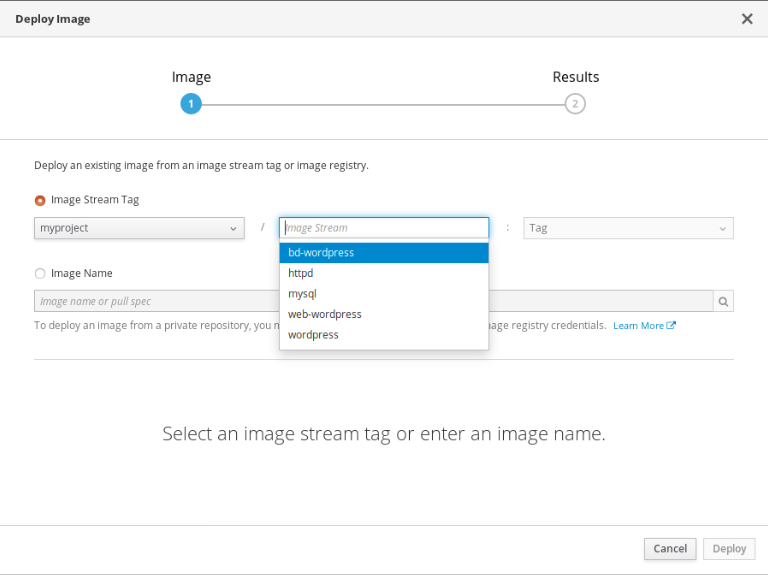 Deploy Image
Image Results
1 2
Deploy an existing image from an image stream tag or image registry.
Image Stream Tag
myproject / Image Stream : Tag
bd-wordpress
httpd
Image Name
mysql
Image name or pull spec
web-wordpress
To deploy an image from a private repository, you image registry credentials. Learn More
wordpress
Select an image stream tag or enter an image name.
Cancel Deploy